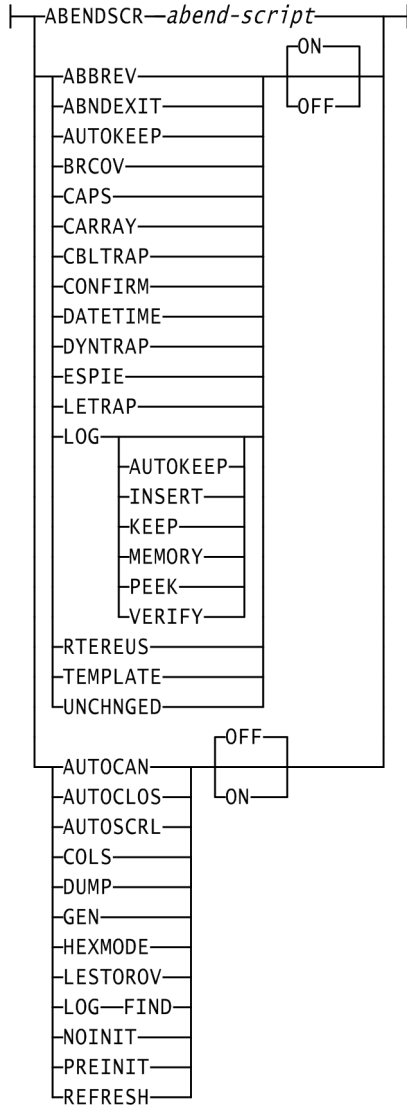 ABENDSCR abend-script
ON
ABBREV
ABNDEXIT
OFF
AUTOKEEP
BRCOV
CAPS
CARRAY
CBLTRAP
CONFIRM
DATETIME
DYNTRAP
ESPIE
LETRAP
LOG
AUTOKEEP
INSERT
KEEP
MEMORY
PEEK
VERIFY
RTEREUS
TEMPLATE
UNCHNGED
OFF
AUTOCAN
AUTOCLOS
ON
AUTOSCRL
COLS
DUMP
GEN
HEXMODE
LESTOROV
LOG FIND
NOINIT
PREINIT
REFRESH